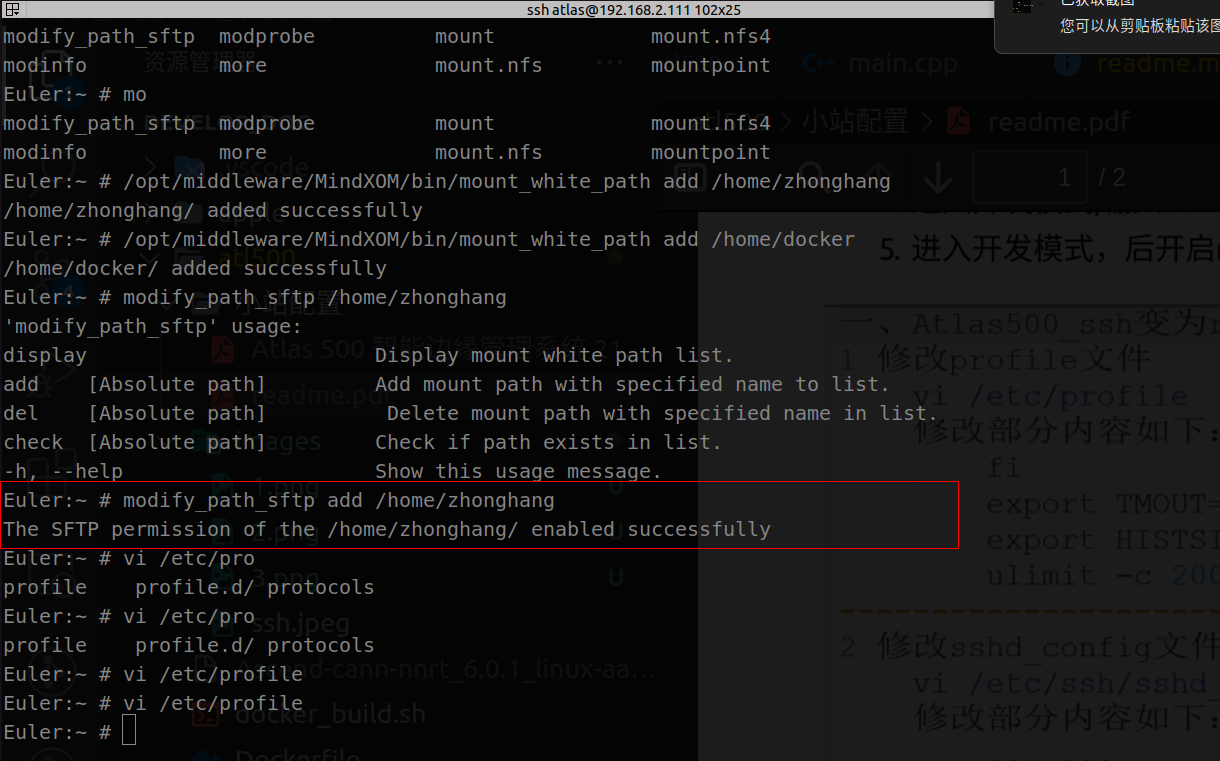 ssh atlas@192.168.2.111 102x25
已获取截图
您可以从剪贴板粘贴该图
modify_path_sftp modprobe mount mount.nfs4
modinfo more mount.nfs mountpoint
Euler:~ # mo
modify_path_sftp modprobe mount mount.nfs4
modinfo more mount.nfs mountpoint
Euler:~ # /opt/middleware/MindXOM/bin/mount_white_path add /home/zhonghang
/home/zhonghang/ added successfully
Euler:~ # /opt/middleware/MindXOM/bin/mount_white_path add /home/docker
/home/docker/ added successfully
Euler:~ # modify_path_sftp /home/zhonghang
'modify_path_sftp' usage:
display Display mount white path list.
add [Absolute path] Add mount path with specified name to list.
del [Absolute path] Delete mount path with specified name in list.
check [Absolute path] Check if path exists in list.
-h, --help Show this usage message.
Euler:~ # modify_path_sftp add /home/zhonghang
The SFTP permission of the /home/zhonghang/ enabled successfully
Euler:~ # vi /etc/pro
profile profile.d/ protocols
Euler:~ # vi /etc/pro
profile profile.d/ protocols
Euler:~ # vi /etc/profile
Euler:~ # vi /etc/profile
Euler:~ #
资源管理器
main.cpp
readme.m
小站配置 > readme.pdf
1 / 2
vscode
atl500
小站配置
Atlas 500 智能边缘管理系统 21
readme.pdf
images
1.png U
2.png U
3.png U
ssh.jpeg
Ascend-cann-nnrt_6.0.1_linux-aa...
docker_build.sh
Dockerfile
5. 进入开发模式，后开启
一、Atlas500_ssh变为r
1 修改profile文件
vi /etc/profile
修改部分内容如下：
fi
export TMOUT=
export HISTSI
ulimit -c 200
2 修改sshd_config文件
vi /etc/ssh/sshd_
修改部分内容如下：